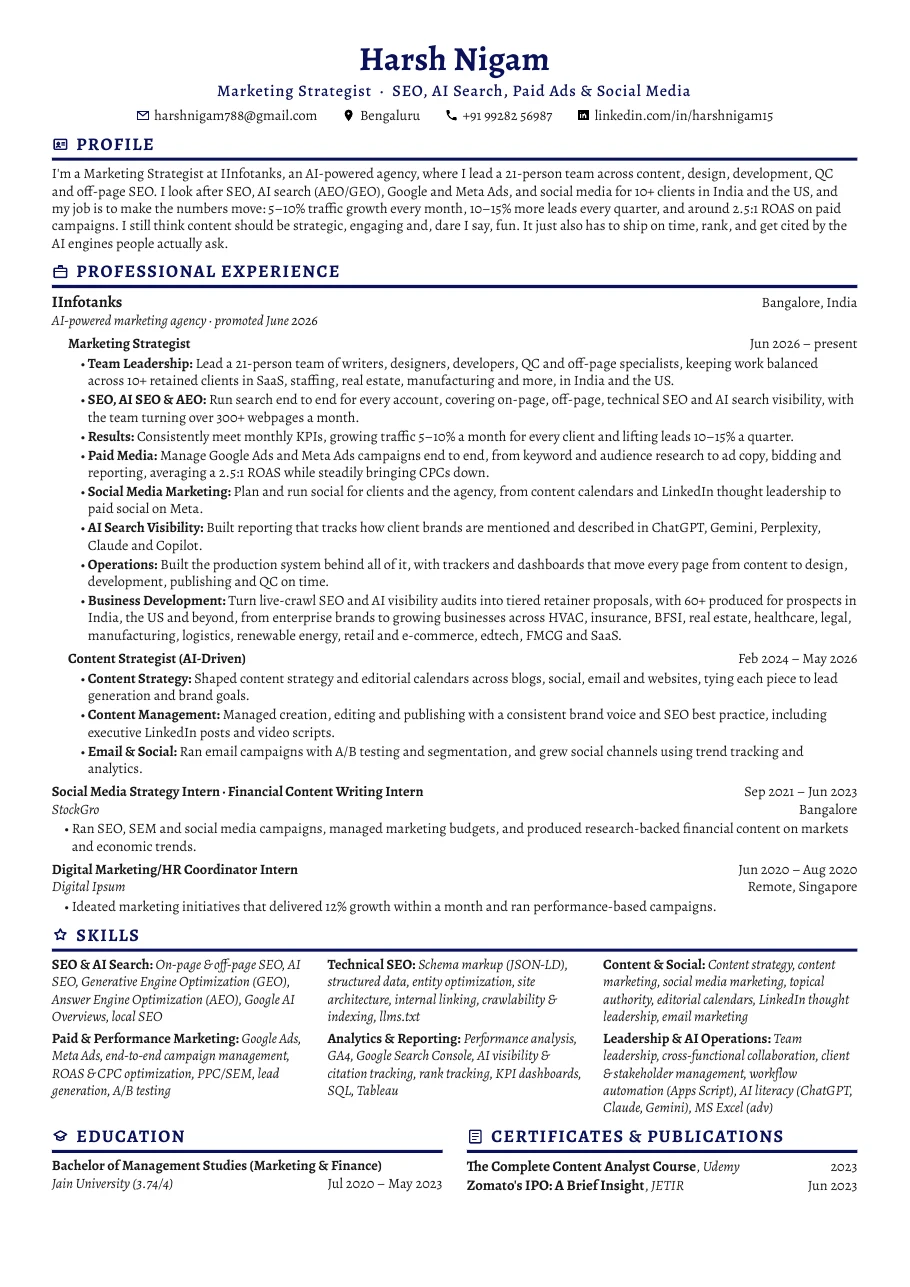 Harsh Nigam
Marketing Strategist · SEO, AI Search, Paid Ads & Social Media
harshnigam788@gmail.com Bengaluru +91 99282 56987 linkedin.com/in/harshnigam15
PROFILE
I'm a Marketing Strategist at IInfotanks, an AI-powered agency, where I lead a 21-person team across content, design, development, QC
and off-page SEO. I look after SEO, AI search (AEO/GEO), Google and Meta Ads, and social media for 10+ clients in India and the US, and
my job is to make the numbers move: 5–10% traffic growth every month, 10–15% more leads every quarter, and around 2.5:1 ROAS on paid
campaigns. I still think content should be strategic, engaging and, dare I say, fun. It just also has to ship on time, rank, and get cited by the
AI engines people actually ask.
PROFESSIONAL EXPERIENCE
IInfotanks Bangalore, India
AI-powered marketing agency · promoted June 2026
Marketing Strategist Jun 2026 – present
• Team Leadership: Lead a 21-person team of writers, designers, developers, QC and off-page specialists, keeping work balanced
across 10+ retained clients in SaaS, staffing, real estate, manufacturing and more, in India and the US.
• SEO, AI SEO & AEO: Run search end to end for every account, covering on-page, off-page, technical SEO and AI search visibility, with
the team turning over 300+ webpages a month.
• Results: Consistently meet monthly KPIs, growing traffic 5–10% a month for every client and lifting leads 10–15% a quarter.
• Paid Media: Manage Google Ads and Meta Ads campaigns end to end, from keyword and audience research to ad copy, bidding and
reporting, averaging a 2.5:1 ROAS while steadily bringing CPCs down.
• Social Media Marketing: Plan and run social for clients and the agency, from content calendars and LinkedIn thought leadership to
paid social on Meta.
• AI Search Visibility: Built reporting that tracks how client brands are mentioned and described in ChatGPT, Gemini, Perplexity,
Claude and Copilot.
• Operations: Built the production system behind all of it, with trackers and dashboards that move every page from content to design,
development, publishing and QC on time.
• Business Development: Turn live-crawl SEO and AI visibility audits into tiered retainer proposals, with 60+ produced for prospects in
India, the US and beyond, from enterprise brands to growing businesses across HVAC, insurance, BFSI, real estate, healthcare, legal,
manufacturing, logistics, renewable energy, retail and e-commerce, edtech, FMCG and SaaS.
Content Strategist (AI-Driven) Feb 2024 – May 2026
• Content Strategy: Shaped content strategy and editorial calendars across blogs, social, email and websites, tying each piece to lead
generation and brand goals.
• Content Management: Managed creation, editing and publishing with a consistent brand voice and SEO best practice, including
executive LinkedIn posts and video scripts.
• Email & Social: Ran email campaigns with A/B testing and segmentation, and grew social channels using trend tracking and
analytics.
Social Media Strategy Intern · Financial Content Writing Intern Sep 2021 – Jun 2023
StockGro Bangalore
• Ran SEO, SEM and social media campaigns, managed marketing budgets, and produced research-backed financial content on markets
and economic trends.
Digital Marketing/HR Coordinator Intern Jun 2020 – Aug 2020
Digital Ipsum Remote, Singapore
• Ideated marketing initiatives that delivered 12% growth within a month and ran performance-based campaigns.
SKILLS
SEO & AI Search: On-page & off-page SEO, AI
SEO, Generative Engine Optimization (GEO),
Answer Engine Optimization (AEO), Google AI
Overviews, local SEO
Technical SEO: Schema markup (JSON-LD),
structured data, entity optimization, site
architecture, internal linking, crawlability &
indexing, llms.txt
Content & Social: Content strategy, content
marketing, social media marketing, topical
authority, editorial calendars, LinkedIn thought
leadership, email marketing
Paid & Performance Marketing: Google Ads,
Meta Ads, end-to-end campaign management,
ROAS & CPC optimization, PPC/SEM, lead
generation, A/B testing
Analytics & Reporting: Performance analysis,
GA4, Google Search Console, AI visibility &
citation tracking, rank tracking, KPI dashboards,
SQL, Tableau
Leadership & AI Operations: Team
leadership, cross-functional collaboration, client
& stakeholder management, workflow
automation (Apps Script), AI literacy (ChatGPT,
Claude, Gemini), MS Excel (adv)
EDUCATION
Bachelor of Management Studies (Marketing & Finance)
Jain University (3.74/4) Jul 2020 – May 2023
CERTIFICATES & PUBLICATIONS
The Complete Content Analyst Course, Udemy 2023
Zomato's IPO: A Brief Insight, JETIR Jun 2023